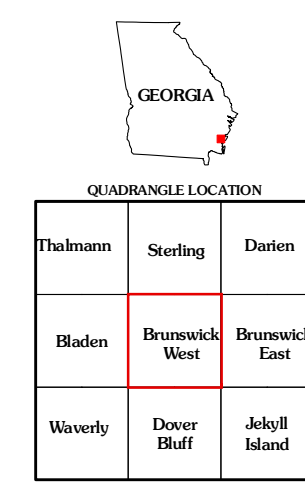 GEORGIA
QUADRANGLE LOCATION
Thalmann Sterling Darien
Bladen Brunswick West Brunswick East
Waverly Dover Bluff Jekyll Island